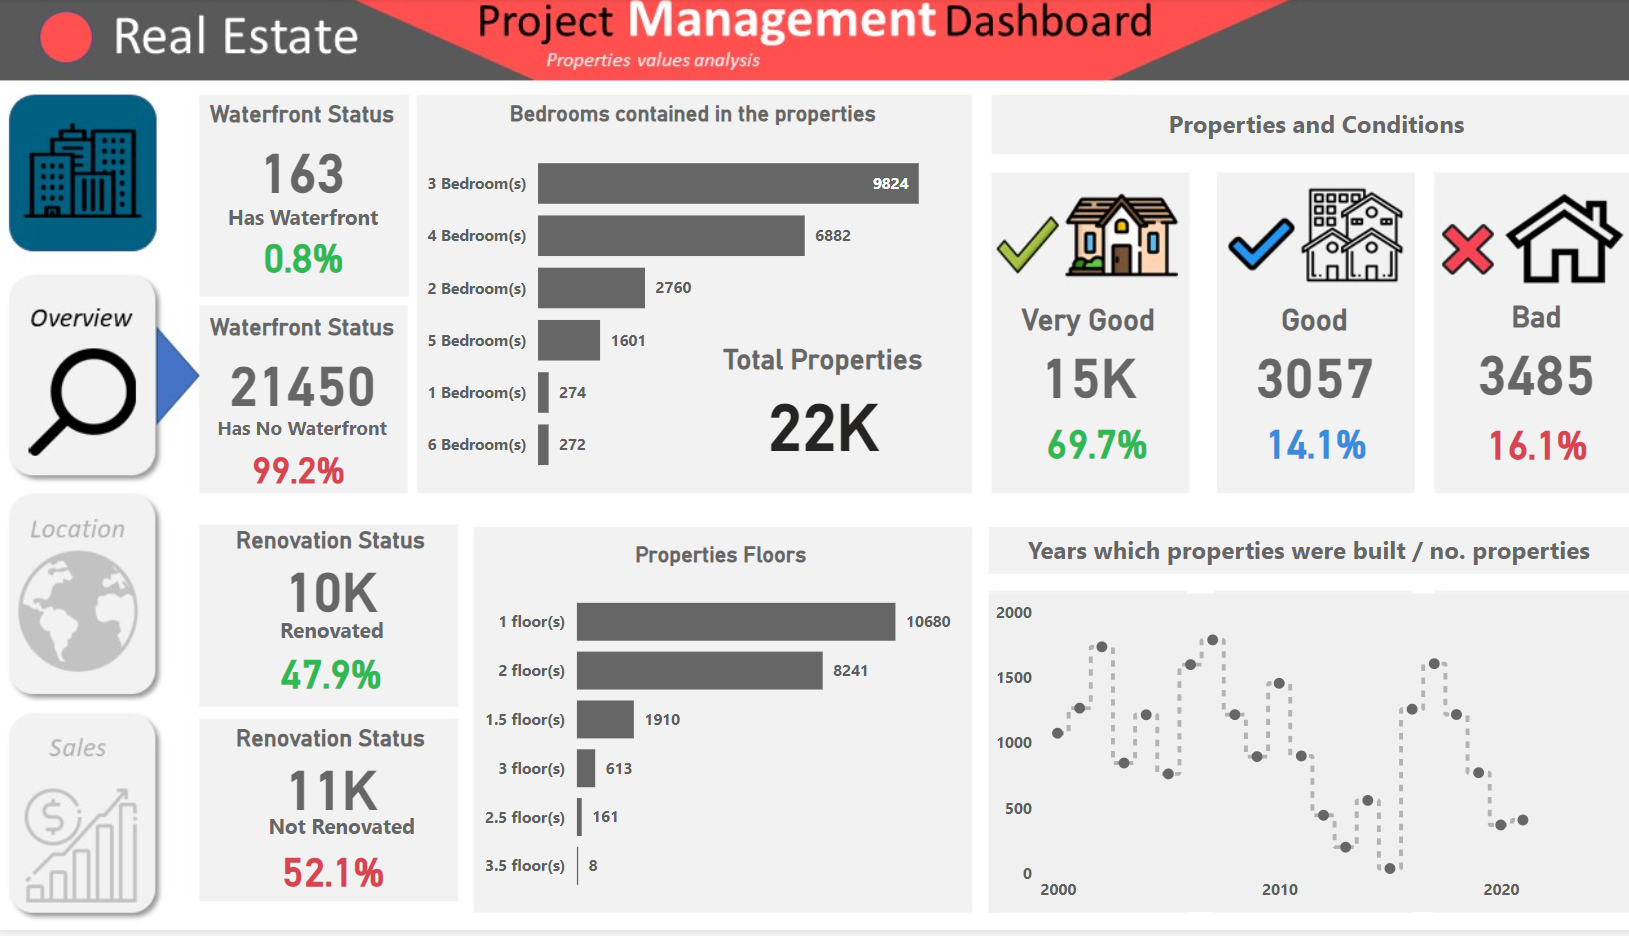 Real Estate
Project Management Dashboard
Properties values analysis
Overview
Location
Sales
$
Waterfront Status
163
Has Waterfront
0.8%
Waterfront Status
21450
Has No Waterfront
99.2%
Bedrooms contained in the properties
3 Bedroom(s) 9824
4 Bedroom(s) 6882
2 Bedroom(s) 2760
5 Bedroom(s) 1601
1 Bedroom(s) 274
6 Bedroom(s) 272
Total Properties
22K
Properties and Conditions
Very Good
15K
69.7%
Good
3057
14.1%
Bad
3485
16.1%
Renovation Status
10K
Renovated
47.9%
Renovation Status
11K
Not Renovated
52.1%
Properties Floors
1 floor(s) 10680
2 floor(s) 8241
1.5 floor(s) 1910
3 floor(s) 613
2.5 floor(s) 161
3.5 floor(s) 8
Years which properties were built / no. properties
2000
1500
1000
500
0
2000 2010 2020